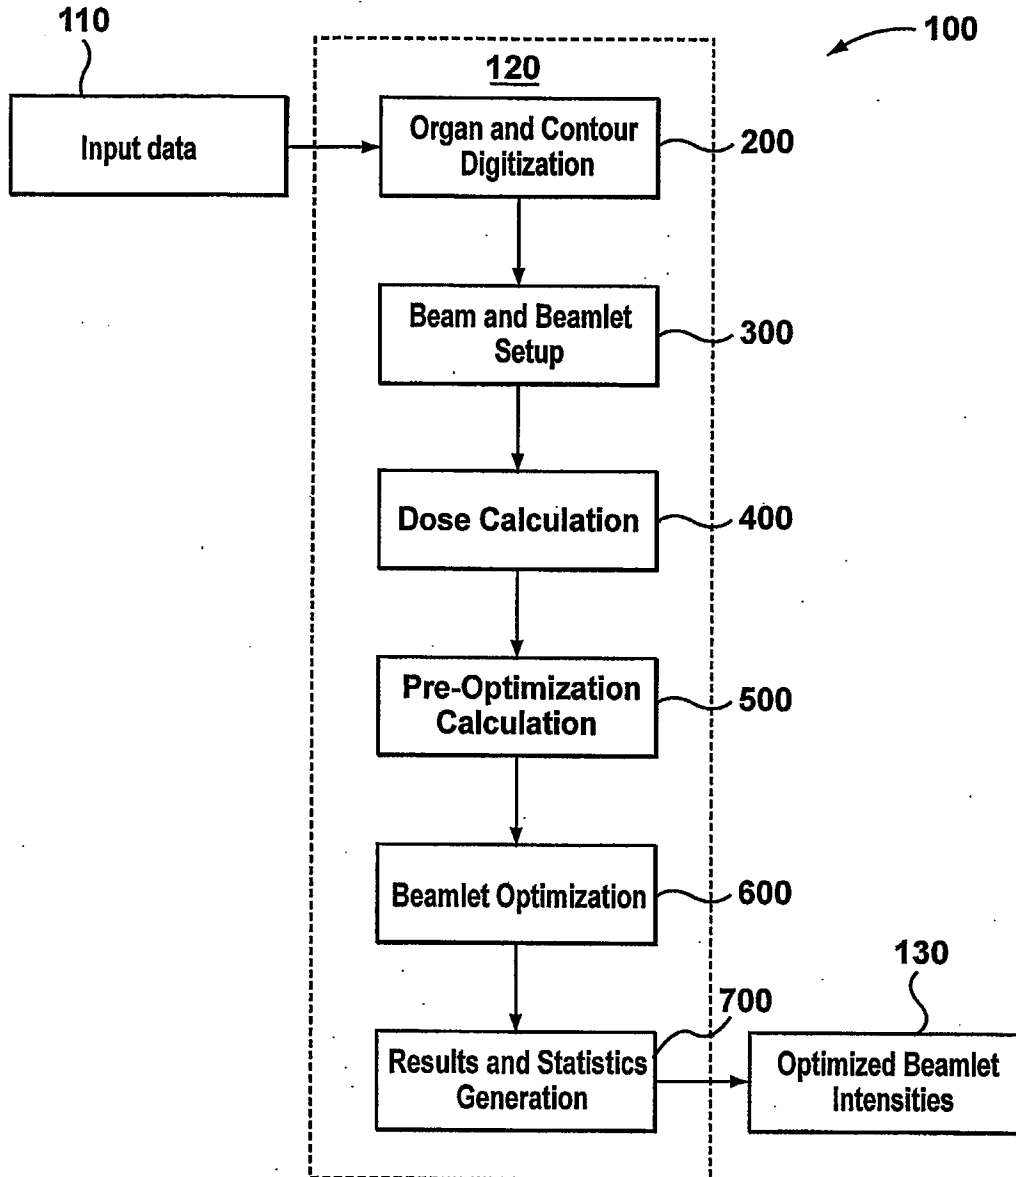 110
100
120
Input data
Organ and Contour
Digitization
200
Beam and Beamlet
Setup
300
Dose Calculation
400
Pre-Optimization
Calculation
500
Beamlet Optimization
600
130
700
Results and Statistics
Generation
Optimized Beamlet
Intensities